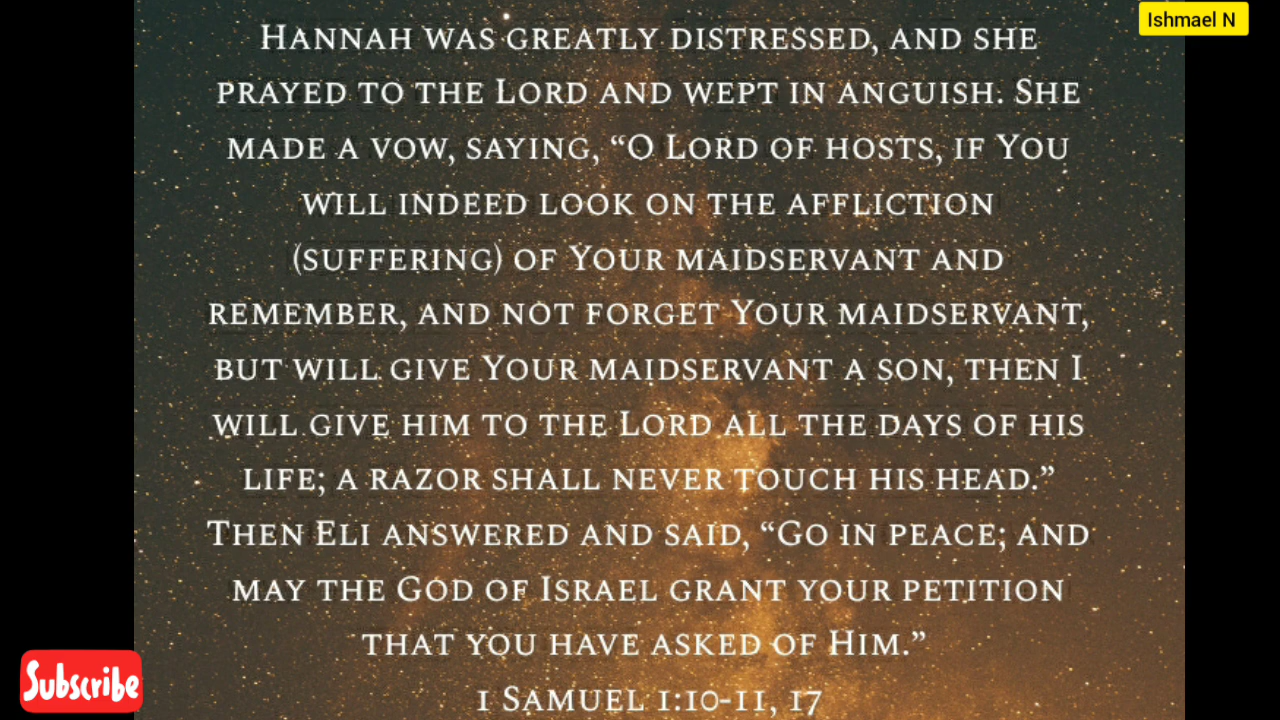 Ishmael N
Hannah was greatly distressed, and she
prayed to the Lord and wept in anguish. She
made a vow, saying, “O Lord of hosts, if You
will indeed look on the affliction
(suffering) of Your maidservant and
remember, and not forget Your maidservant,
but will give Your maidservant a son, then I
will give him to the Lord all the days of his
life; a razor shall never touch his head.”
Then Eli answered and said, “Go in peace; and
may the God of Israel grant your petition
that you have asked of Him.”
Subscribe
1 Samuel 1:10-11, 17